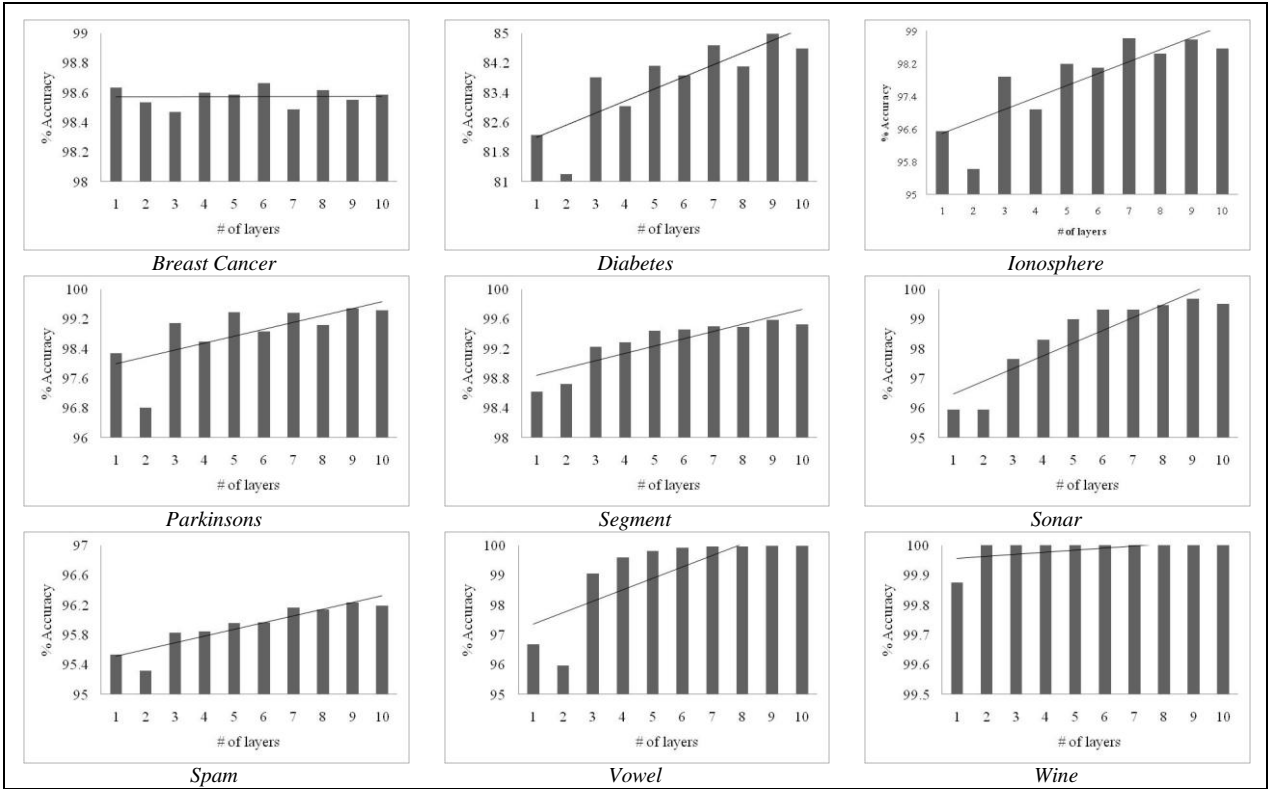 99
98.8
98.6
98.4
98.2
98
% Accuracy
1 2 3 4 5 6 7 8 9 10
# of layers
Breast Cancer
85
84.2
83.4
82.6
81.8
81
% Accuracy
1 2 3 4 5 6 7 8 9 10
# of layers
Diabetes
99
98.2
97.4
96.6
95.8
95
% Accuracy
1 2 3 4 5 6 7 8 9 10
# of layers
Ionosphere
100
99.2
98.4
97.6
96.8
96
% Accuracy
1 2 3 4 5 6 7 8 9 10
# of layers
Parkinsons
100
99.6
99.2
98.8
98.4
98
% Accuracy
1 2 3 4 5 6 7 8 9 10
# of layers
Segment
100
99
98
97
96
95
% Accuracy
1 2 3 4 5 6 7 8 9 10
# of layers
Sonar
97
96.6
96.2
95.8
95.4
95
% Accuracy
1 2 3 4 5 6 7 8 9 10
# of layers
Spam
100
99
98
97
96
95
% Accuracy
1 2 3 4 5 6 7 8 9 10
# of layers
Vowel
100
99.9
99.8
99.7
99.6
99.5
% Accuracy
1 2 3 4 5 6 7 8 9 10
# of layers
Wine